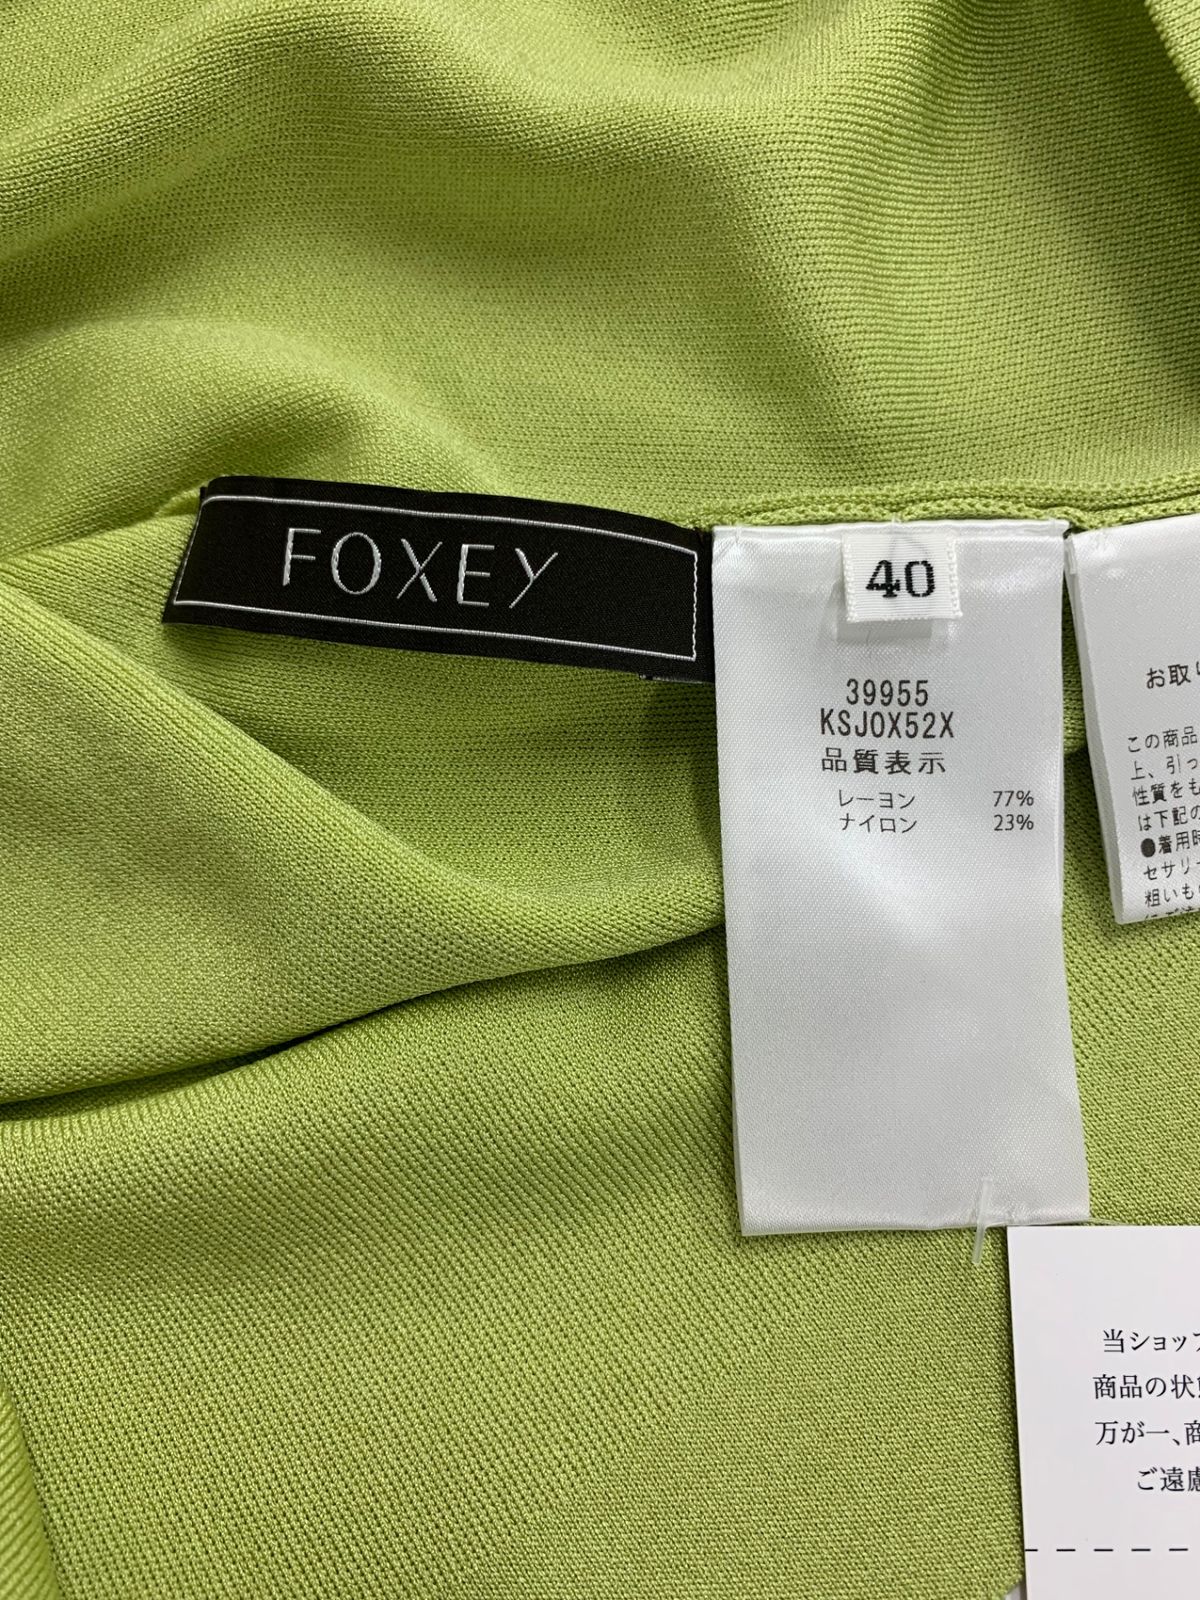 FOXEY
40
39955
KSJ0X52X
品質表示
レーヨン 77%
ナイロン 23%
お取
この商品
上、引っ
性質をも
は下記の
●着用時
セサリー
粗いも
当ショップ
商品の状態
万が一、商
ご遠慮